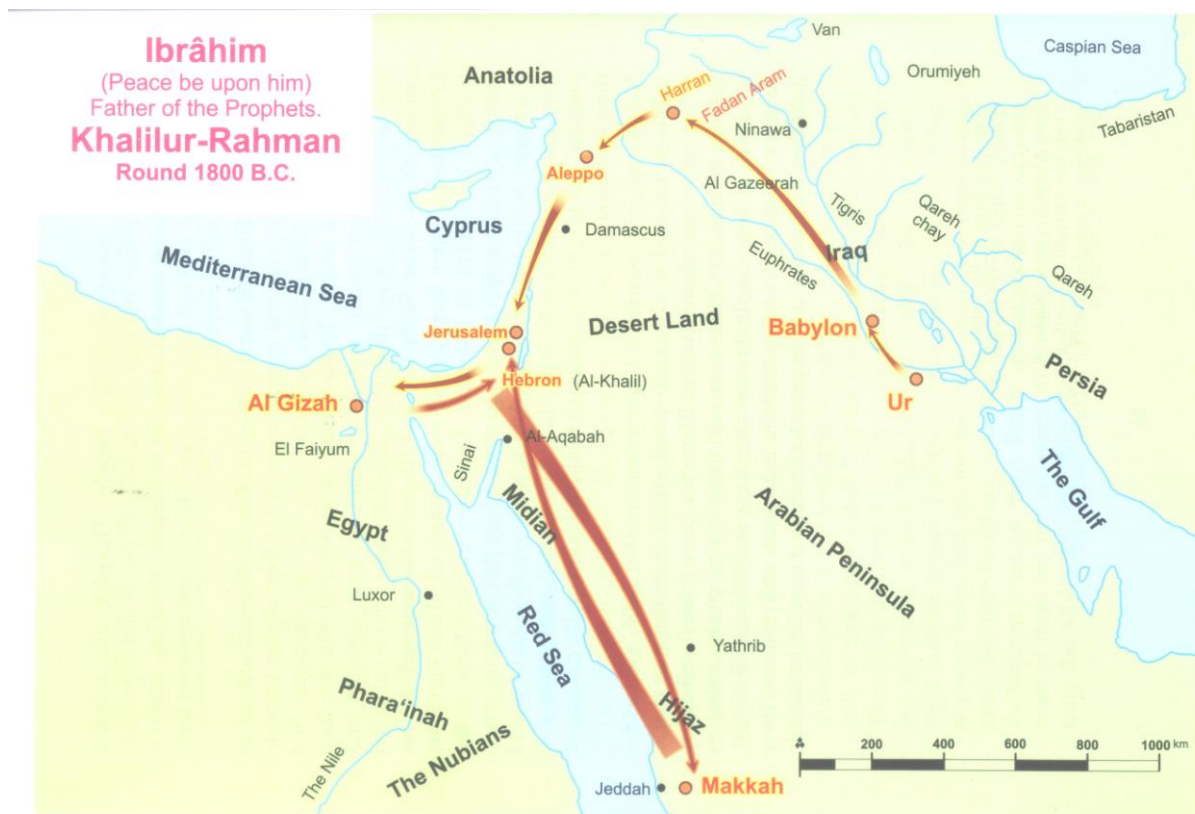 Ibrâhim
(Peace be upon him)
Father of the Prophets.
Khalilur-Rahman
Round 1800 B.C.
Van
Caspian Sea
Orumiyeh
Anatolia
Harran
Fadan Aram
Tabaristan
Ninawa
Aleppo
Al Gazeerah
Tigris
Qareh
chay
Cyprus
Damascus
Mediterranean Sea
Euphrates
Iraq
Qareh
Jerusalem
Desert Land
Babylon
Hebron
(Al-Khalil)
Persia
Al Gizah
Ur
El Faiyum
Sinai
Al-Aqabah
The Gulf
Midian
Egypt
Arabian Peninsula
Luxor
Red Sea
Yathrib
Phara‘inah
Hijaz
The Nubians
The Nile
0 200 400 600 800 1000 km
Jeddah
Makkah